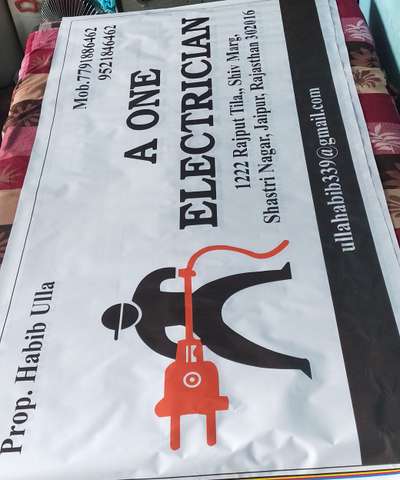 Prop. Habib Ulla
Mob.7791886462
9521846462
A ONE
ELECTRICIAN
1222 Rajput Tila,, Shiv Marg,
Shastri Nagar, Jaipur, Rajasthan 302016
ullahabib339@gmail.com